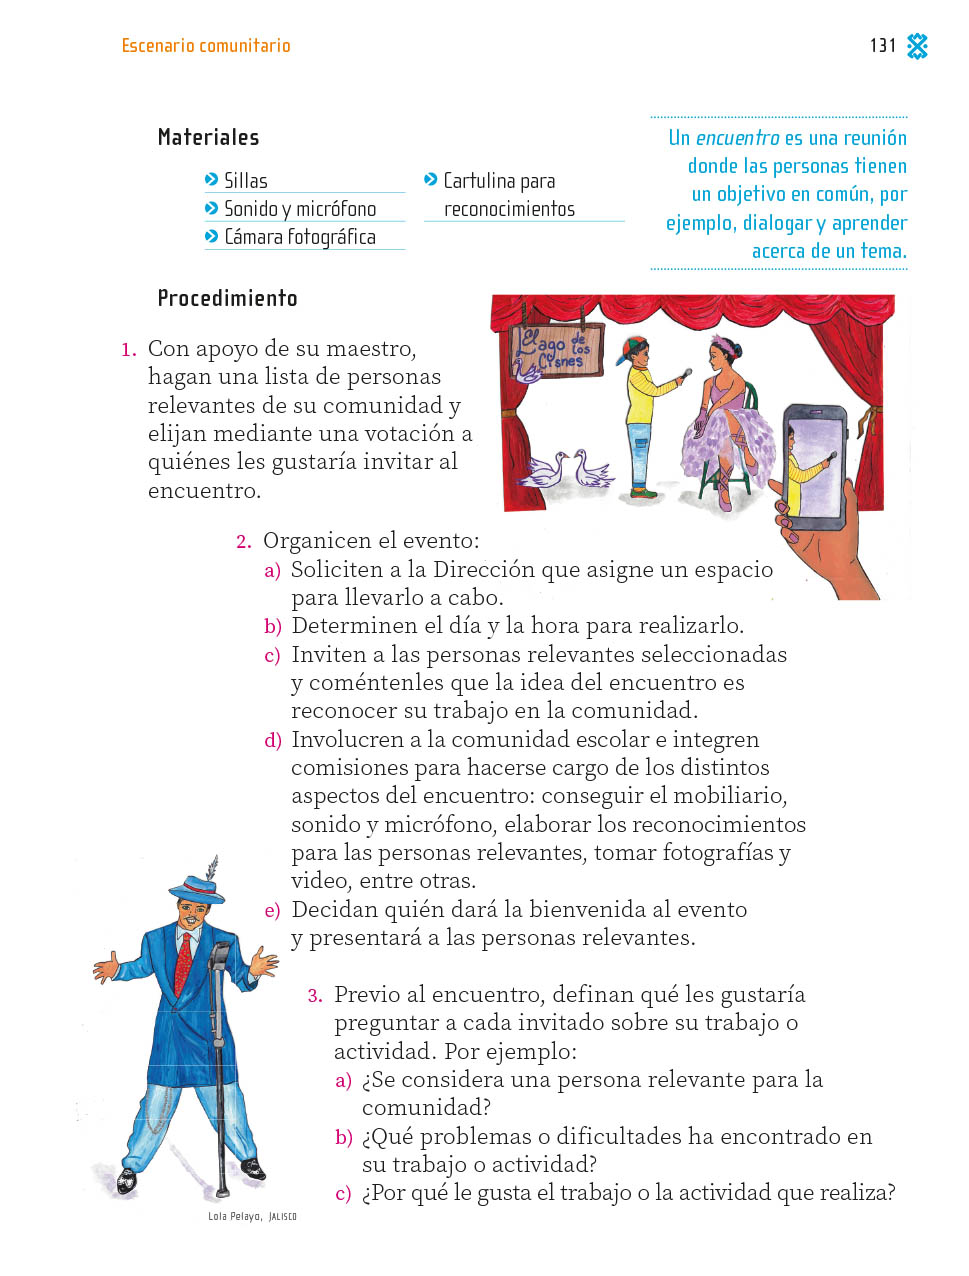 Escenario comunitario
131
Materiales
Sillas
Sonido y micrófono
Cámara fotográfica
Cartulina para
reconocimientos
Un encuentro es una reunión
donde las personas tienen
un objetivo en común, por
ejemplo, dialogar y aprender
acerca de un tema.
Procedimiento
1. Con apoyo de su maestro,
hagan una lista de personas
relevantes de su comunidad y
elijan mediante una votación a
quiénes les gustaría invitar al
encuentro.
El
Lago de
los
Cisnes
2. Organicen el evento:
a) Soliciten a la Dirección que asigne un espacio
para llevarlo a cabo.
b) Determinen el día y la hora para realizarlo.
c) Inviten a las personas relevantes seleccionadas
y coméntenles que la idea del encuentro es
reconocer su trabajo en la comunidad.
d) Involucren a la comunidad escolar e integren
comisiones para hacerse cargo de los distintos
aspectos del encuentro: conseguir el mobiliario,
sonido y micrófono, elaborar los reconocimientos
para las personas relevantes, tomar fotografías y
video, entre otras.
e) Decidan quién dará la bienvenida al evento
y presentará a las personas relevantes.
3. Previo al encuentro, definan qué les gustaría
preguntar a cada invitado sobre su trabajo o
actividad. Por ejemplo:
a) ¿Se considera una persona relevante para la
comunidad?
b) ¿Qué problemas o dificultades ha encontrado en
su trabajo o actividad?
c) ¿Por qué le gusta el trabajo o la actividad que realiza?
Lola Pelayo, JALISCO